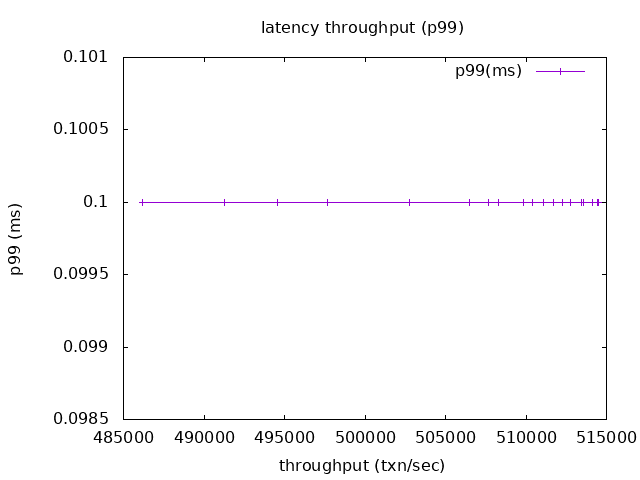 latency throughput (p99)
p99(ms)
0.101
0.1005
0.1
0.0995
0.099
0.0985
p99 (ms)
485000 490000 495000 500000 505000 510000 515000
throughput (txn/sec)